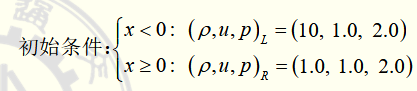 初始条件: { x < 0: (ρ,u,p)_L = (10, 1.0, 2.0)
x ≥ 0: (ρ,u,p)_R = (1.0, 1.0, 2.0)